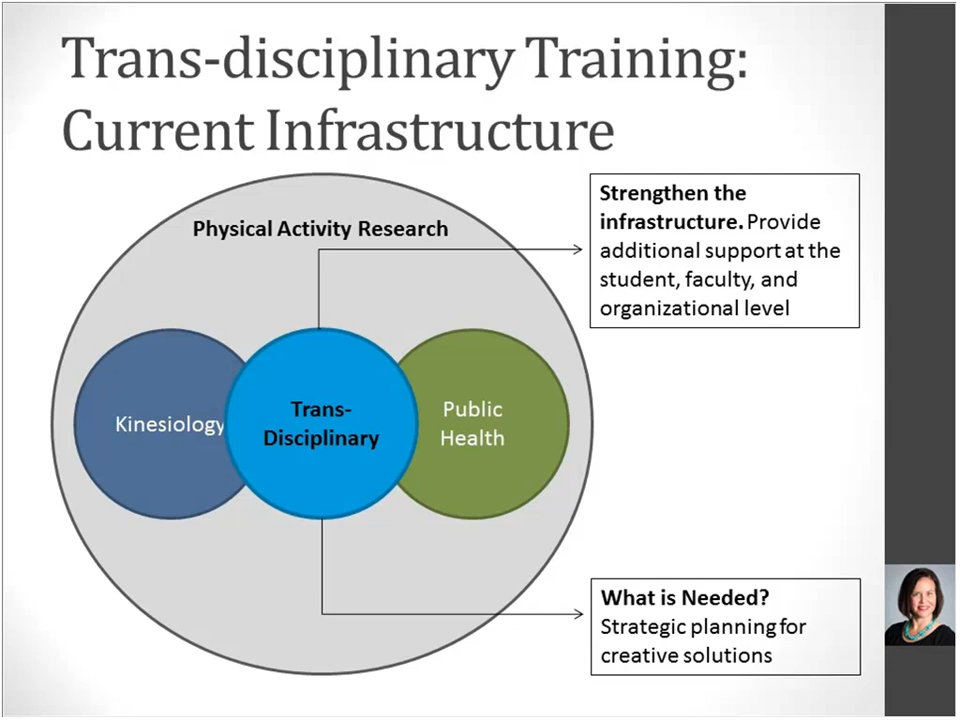 Trans-disciplinary Training:
Current Infrastructure
Physical Activity Research
Strengthen the
infrastructure. Provide
additional support at the
student, faculty, and
organizational level
Kinesiology
Trans-
Disciplinary
Public
Health
What is Needed?
Strategic planning for
creative solutions